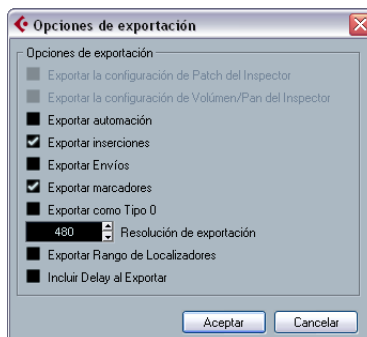 Opciones de exportación
Opciones de exportación
Exportar la configuración de Patch del Inspector
Exportar la configuración de Volúmen/Pan del Inspector
Exportar automación
Exportar inserciones
Exportar Envíos
Exportar marcadores
Exportar como Tipo 0
480 Resolución de exportación
Exportar Rango de Localizadores
Incluir Delay al Exportar
Aceptar Cancelar